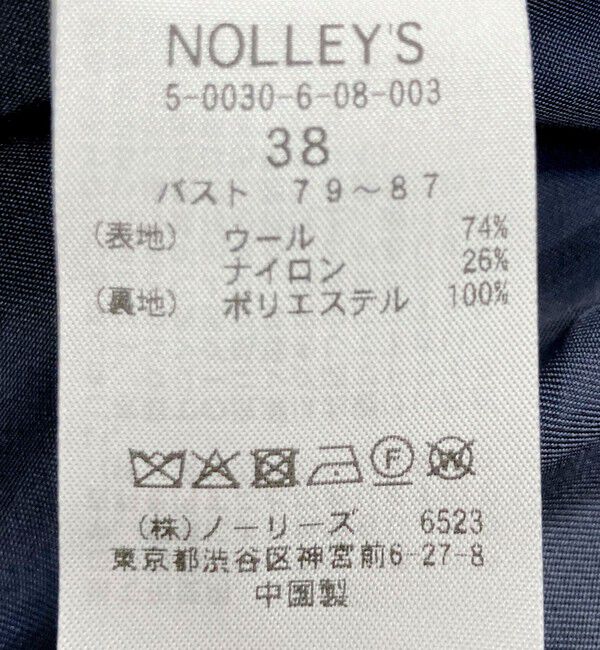 NOLLEY'S
5-0030-6-08-003
38
バスト 79～87
(表地) ウール 74%
ナイロン 26%
(裏地) ポリエステル 100%
F W
(株)ノーリーズ 6523
東京都渋谷区神宮前6-27-8
中國製